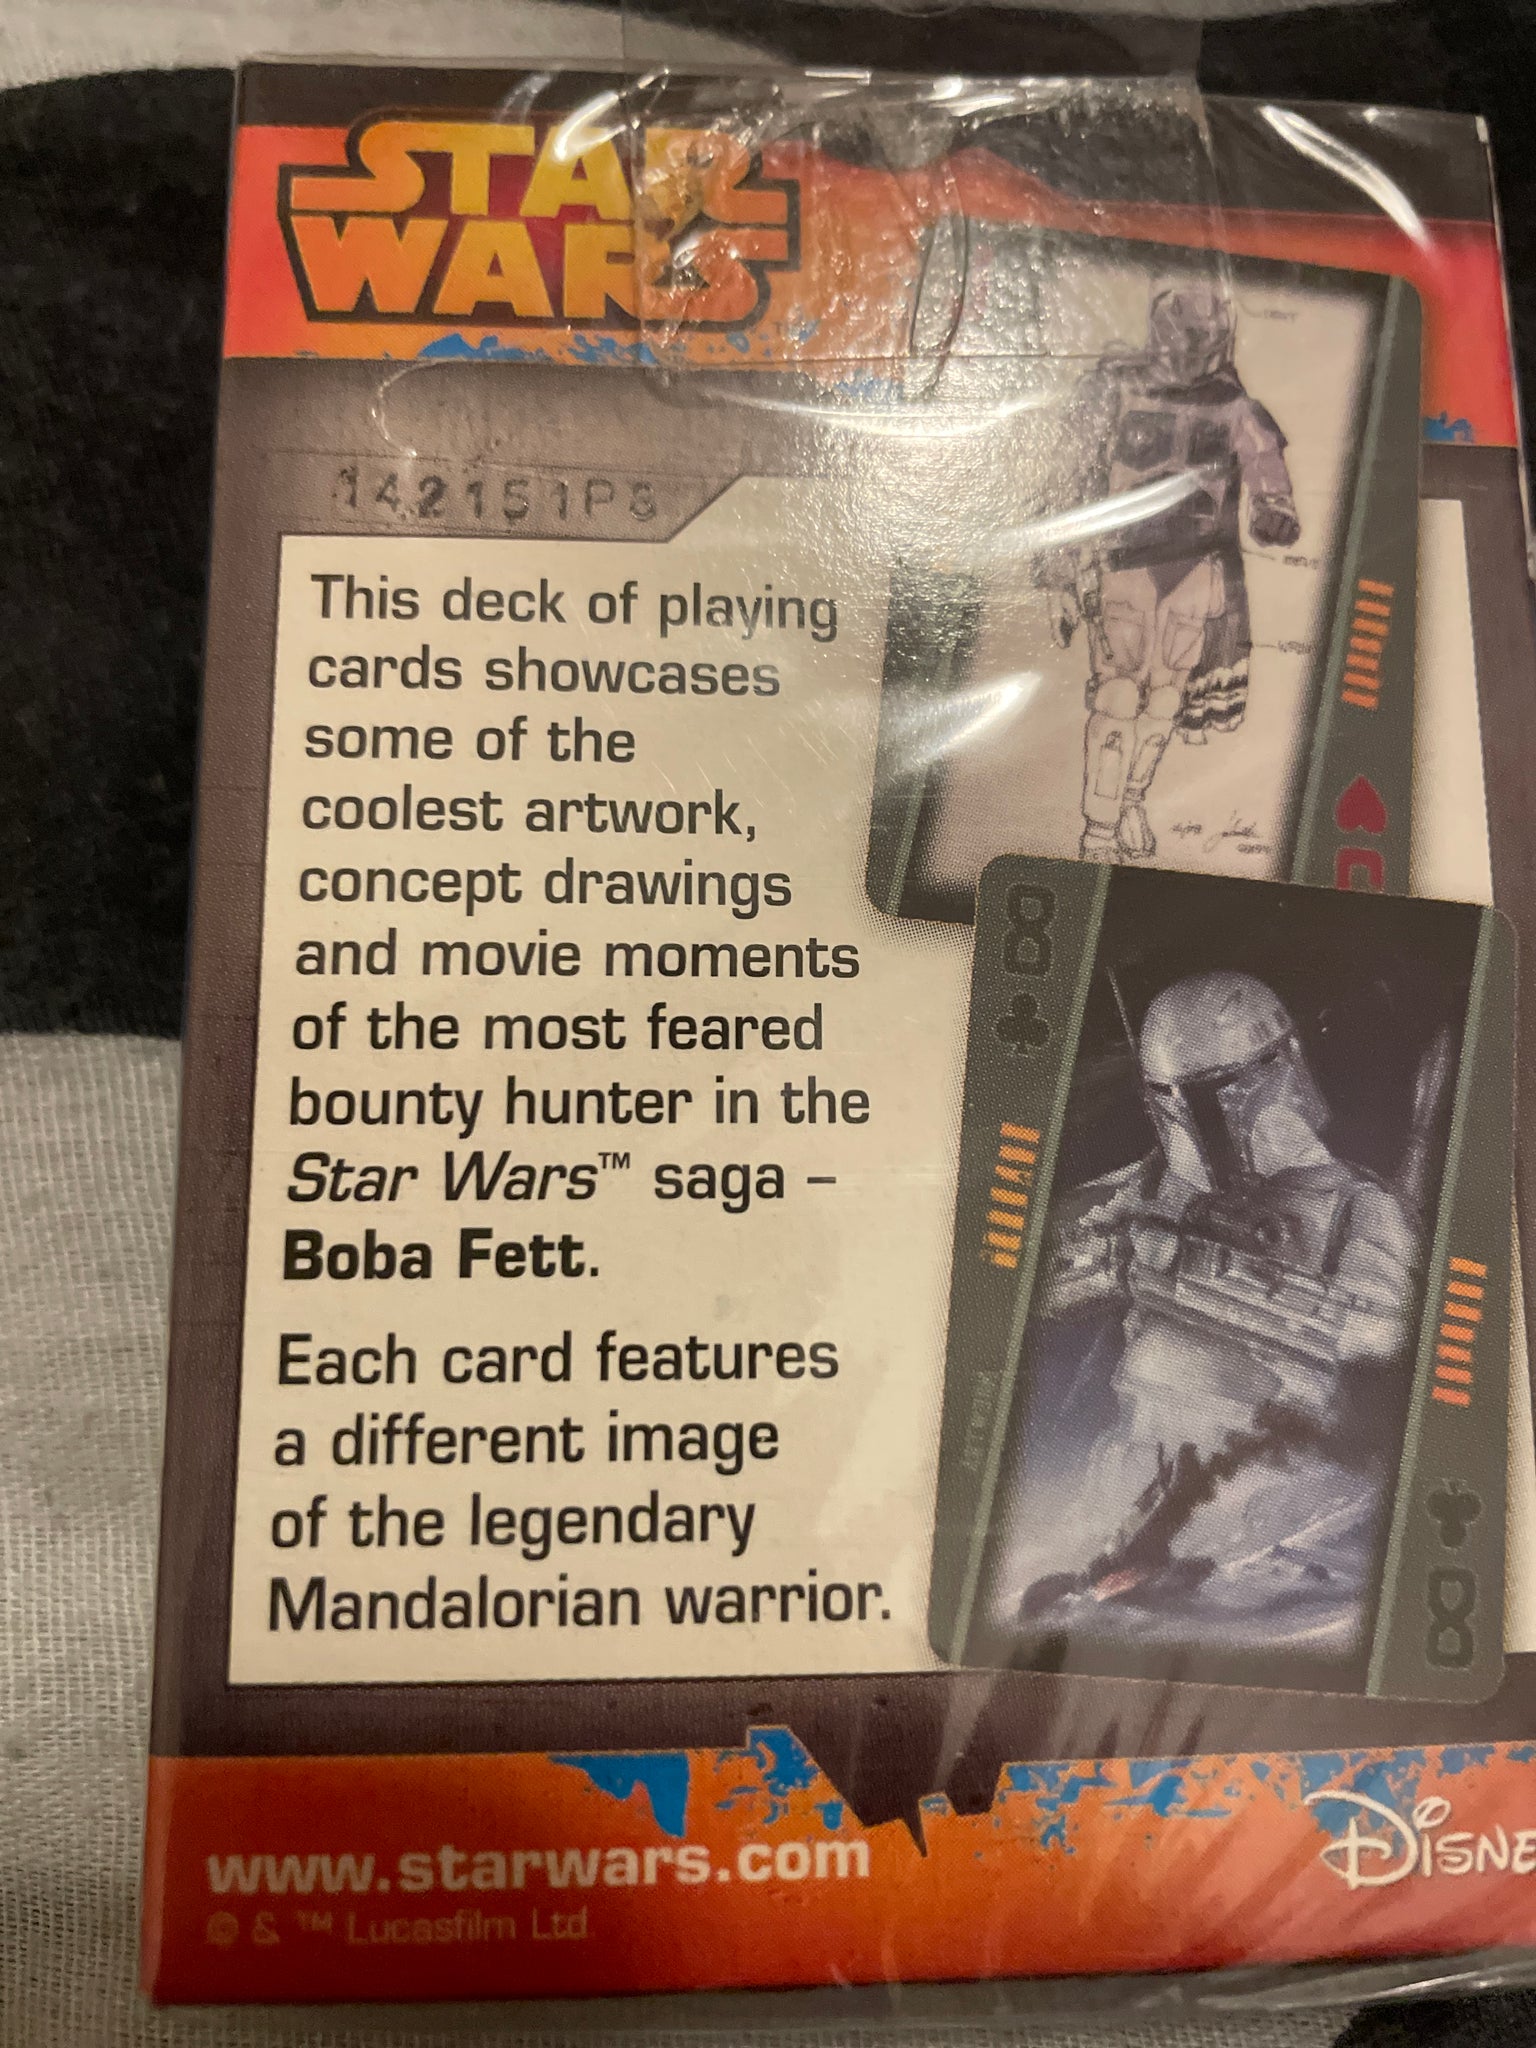 STAR
WARS
142151P8
This deck of playing
cards showcases
some of the
coolest artwork,
concept drawings
and movie moments
of the most feared
bounty hunter in the
Star Wars™ saga –
Boba Fett.
Each card features
a different image
of the legendary
Mandalorian warrior.
8
8
www.starwars.com
© & ™ Lucasfilm Ltd
DISNE